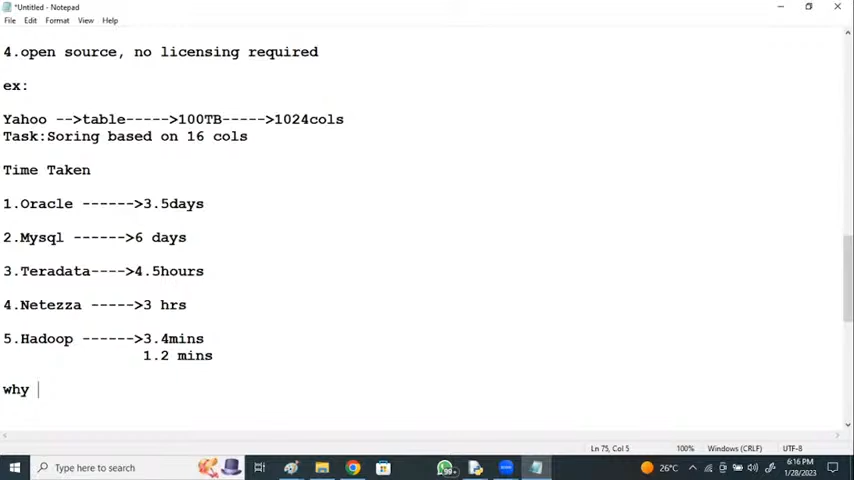 *Untitled - Notepad
File Edit Format View Help
4.open source, no licensing required
ex:
Yahoo -->table----->100TB----->1024cols
Task:Soring based on 16 cols
Time Taken
1.Oracle ------>3.5days
2.Mysql ------>6 days
3.Teradata---->4.5hours
4.Netezza ----->3 hrs
5.Hadoop ------>3.4mins
1.2 mins
why
Ln 75, Col 5 100% Windows (CRLF) UTF-8
Type here to search 99+ 26°C 6:16 PM
1/28/2023